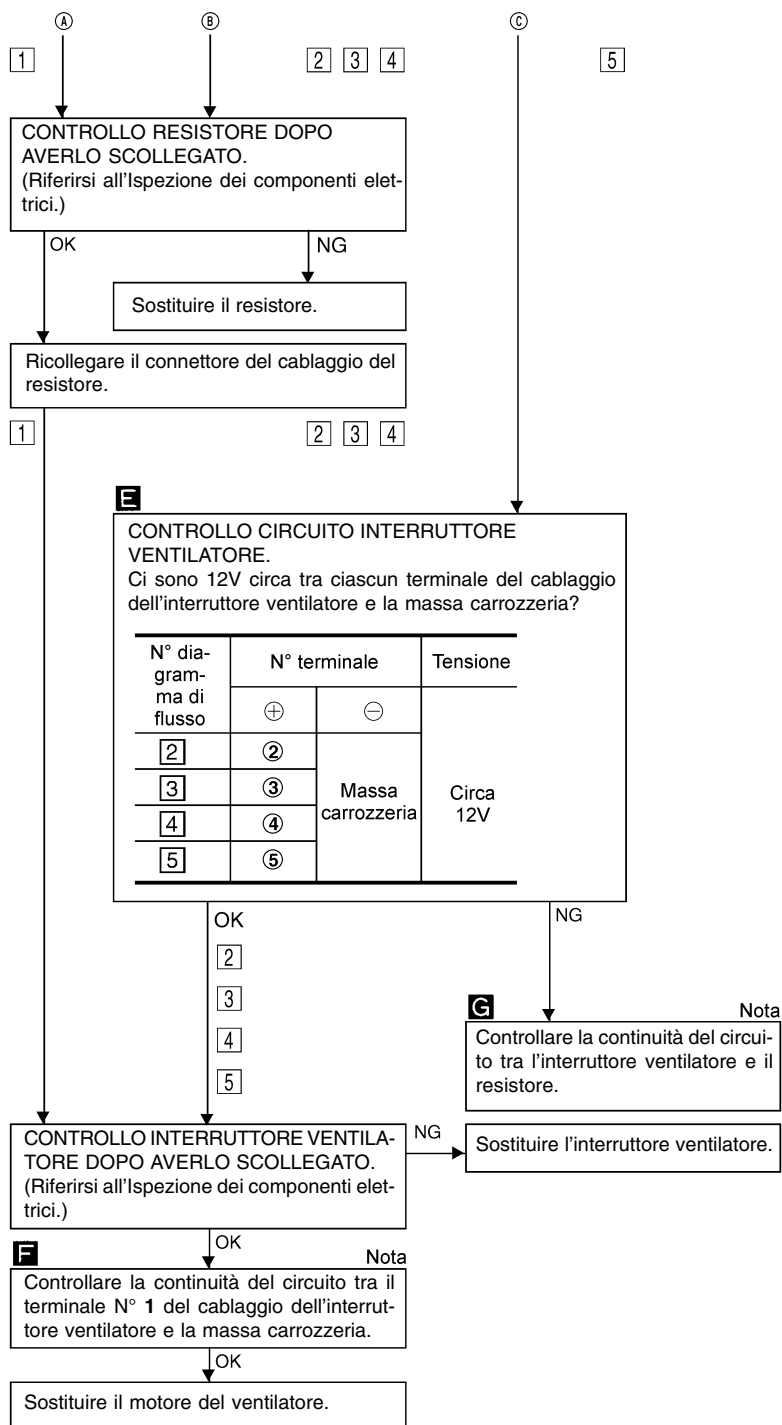 Ⓐ Ⓑ Ⓒ
1 2 3 4 5
CONTROLLO RESISTORE DOPO
AVERLO SCOLLEGATO.
(Riferirsi all'Ispezione dei componenti elet-
trici.)
OK NG
Sostituire il resistore.
Ricollegare il connettore del cablaggio del
resistore.
1 2 3 4
E
CONTROLLO CIRCUITO INTERRUTTORE
VENTILATORE.
Ci sono 12V circa tra ciascun terminale del cablaggio
dell'interruttore ventilatore e la massa carrozzeria?
N° dia-
gram-
ma di
flusso
N° terminale
Tensione
⊕ ⊖
2 ②
3 ③
4 ④
5 ⑤
Massa
carrozzeria
Circa
12V
OK
2
3
4
5
NG
G Nota
Controllare la continuità del circui-
to tra l'interruttore ventilatore e il
resistore.
CONTROLLO INTERRUTTORE VENTILA-
TORE DOPO AVERLO SCOLLEGATO.
(Riferirsi all'Ispezione dei componenti elet-
trici.)
NG
Sostituire l'interruttore ventilatore.
OK
F Nota
Controllare la continuità del circuito tra il
terminale N° 1 del cablaggio dell'interrut-
tore ventilatore e la massa carrozzeria.
OK
Sostituire il motore del ventilatore.